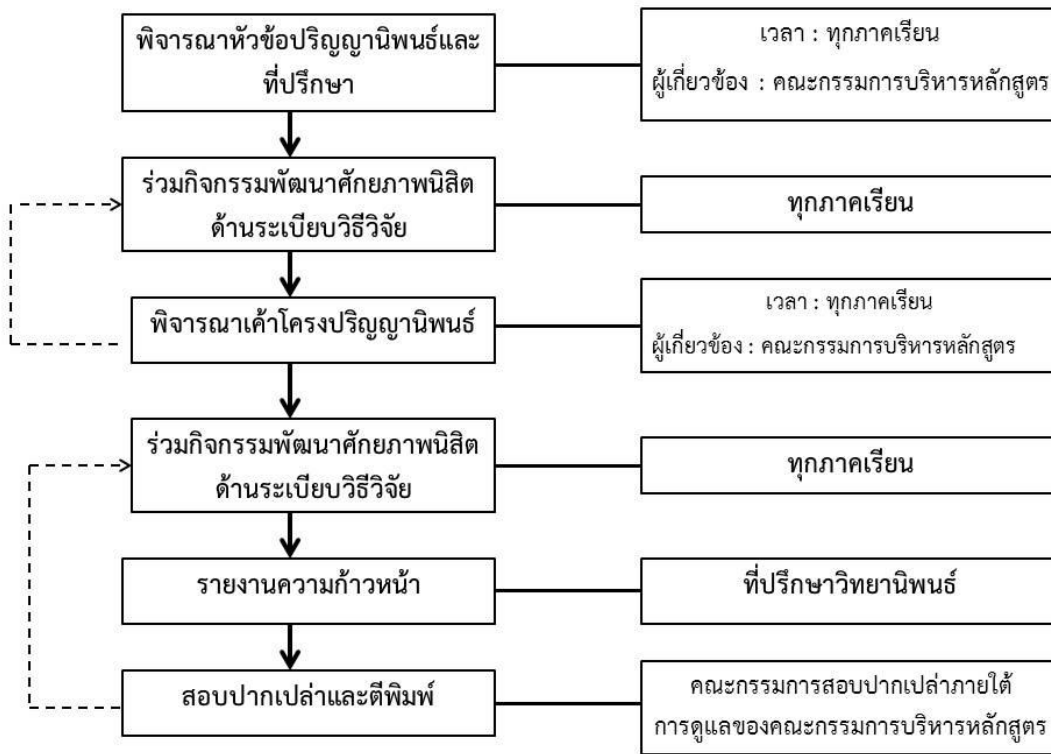 พิจารณาหัวข้อปริญญานิพนธ์และ
ที่ปรึกษา
เวลา : ทุกภาคเรียน
ผู้เกี่ยวข้อง : คณะกรรมการบริหารหลักสูตร
ร่วมกิจกรรมพัฒนาศักยภาพนิสิต
ด้านระเบียบวิธีวิจัย
ทุกภาคเรียน
พิจารณาเค้าโครงปริญญานิพนธ์
เวลา : ทุกภาคเรียน
ผู้เกี่ยวข้อง : คณะกรรมการบริหารหลักสูตร
ร่วมกิจกรรมพัฒนาศักยภาพนิสิต
ด้านระเบียบวิธีวิจัย
ทุกภาคเรียน
รายงานความก้าวหน้า
ที่ปรึกษาวิทยานิพนธ์
สอบปากเปล่าและตีพิมพ์
คณะกรรมการสอบปากเปล่าภายใต้
การดูแลของคณะกรรมการบริหารหลักสูตร